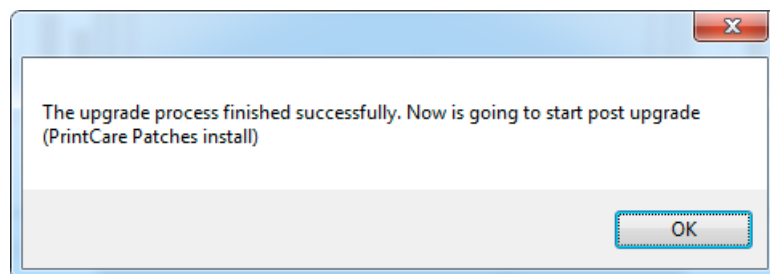 The upgrade process finished successfully. Now is going to start post upgrade
(PrintCare Patches install)
OK